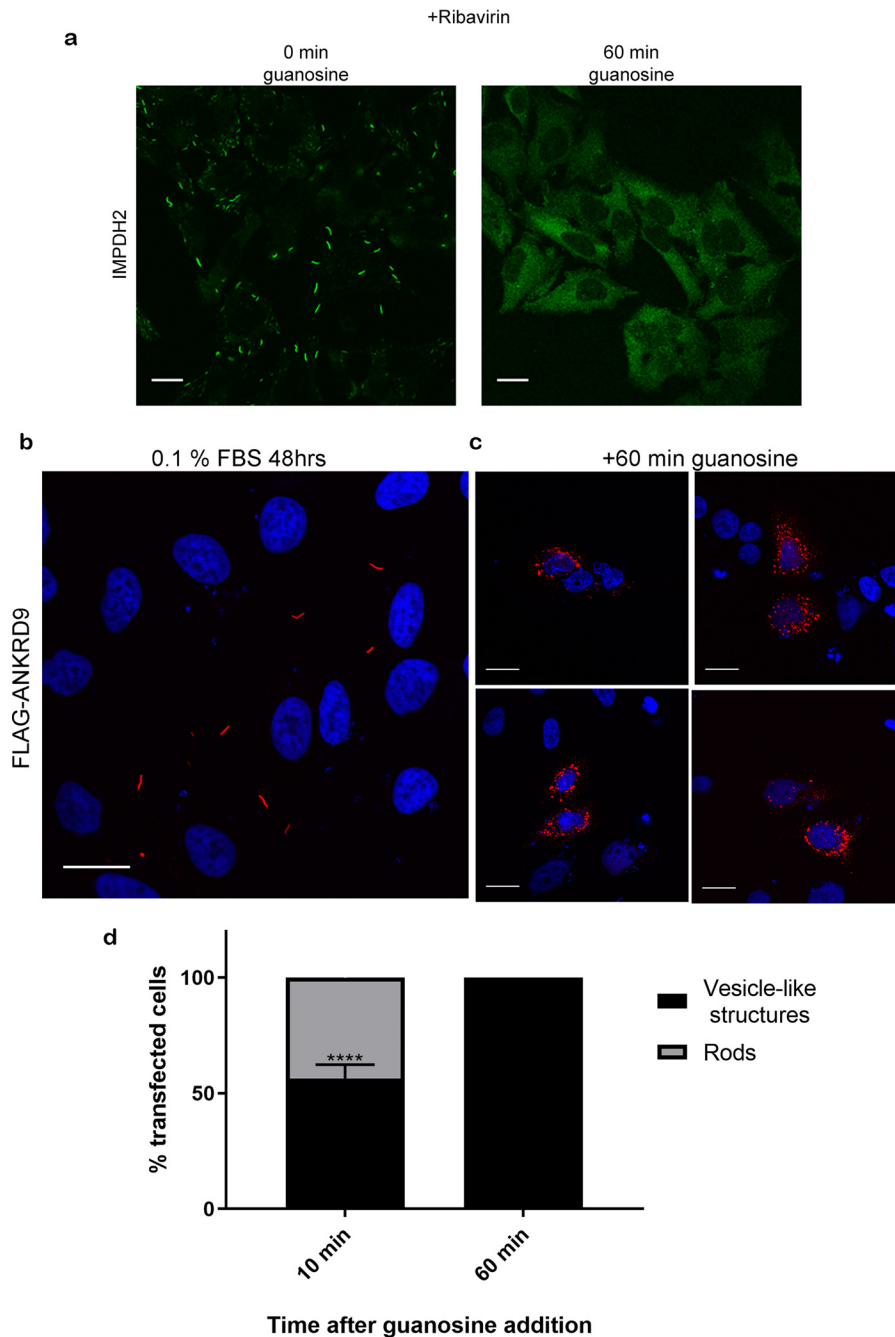 +Ribavirin
a
0 min
guanosine
60 min
guanosine
IMPDH2
b
0.1 % FBS 48hrs
c
+60 min guanosine
FLAG-ANKRD9
d
% transfected cells
100
50
0
****
10 min
60 min
Vesicle-like
structures
Rods
Time after guanosine addition